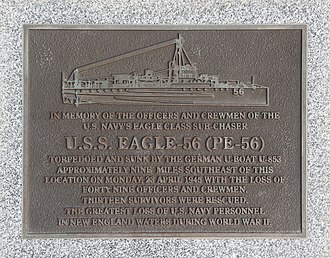 56
IN MEMORY OF THE OFFICERS AND CREWMEN OF THE
U.S. NAVY'S EAGLE CLASS SUB CHASER
U.S.S. EAGLE-56 (PE-56)
TORPEDOED AND SUNK BY THE GERMAN U BOAT U-853
APPROXIMATELY NINE MILES SOUTHEAST OF THIS
LOCATION ON MONDAY 23 APRIL 1945 WITH THE LOSS OF
FORTY NINE OFFICERS AND CREWMEN.
THIRTEEN SURVIVORS WERE RESCUED.
THE GREATEST LOSS OF U.S. NAVY PERSONNEL
IN NEW ENGLAND WATERS DURING WORLD WAR II.